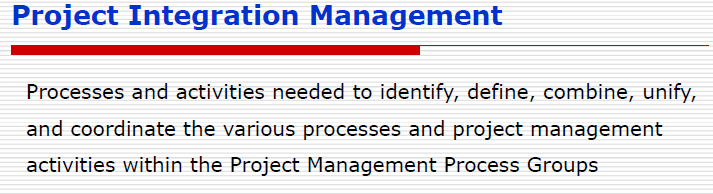 Project Integration Management
Processes and activities needed to identify, define, combine, unify,
and coordinate the various processes and project management
activities within the Project Management Process Groups